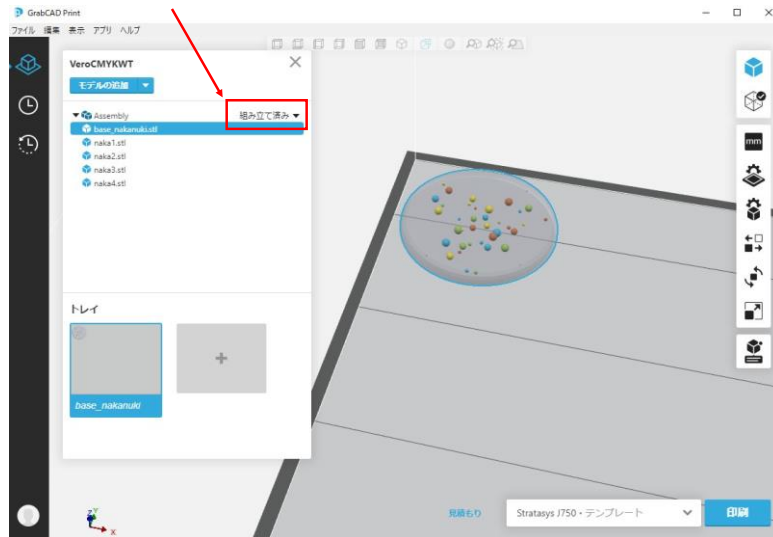 GrabCAD Print
ファイル 編集 表示 アプリ ヘルプ
VeroCMYKWT
モデルの追加
Assembly
組み立て済み
base_nakanuki.stl
naka1.stl
naka2.stl
naka3.stl
naka4.stl
mm
トレイ
base_nakanuki
Z
Y
X
見積もり
Stratasys J750・テンプレート
印刷